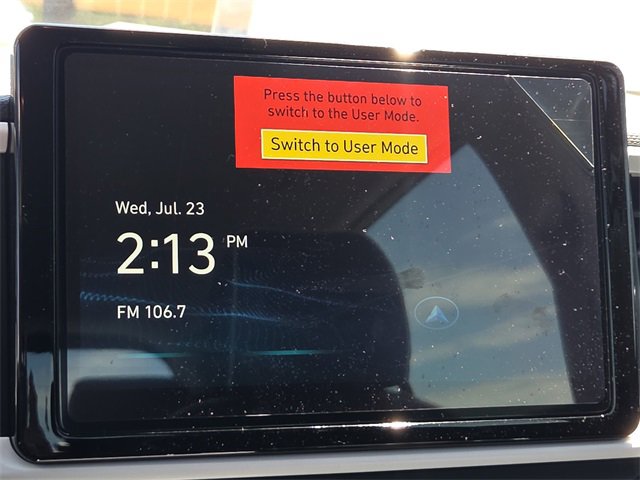 Press the button below to
switch to the User Mode.
Switch to User Mode
Wed, Jul. 23
2:13 PM
FM 106.7